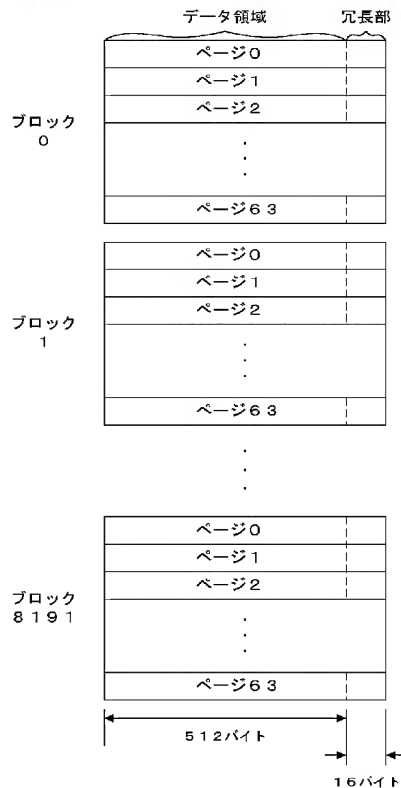 データ領域 冗長部
ブロック
0
ページ0
ページ1
ページ2
ページ63
ブロック
1
ページ0
ページ1
ページ2
ページ63
ブロック
8191
ページ0
ページ1
ページ2
ページ63
512バイト
16バイト